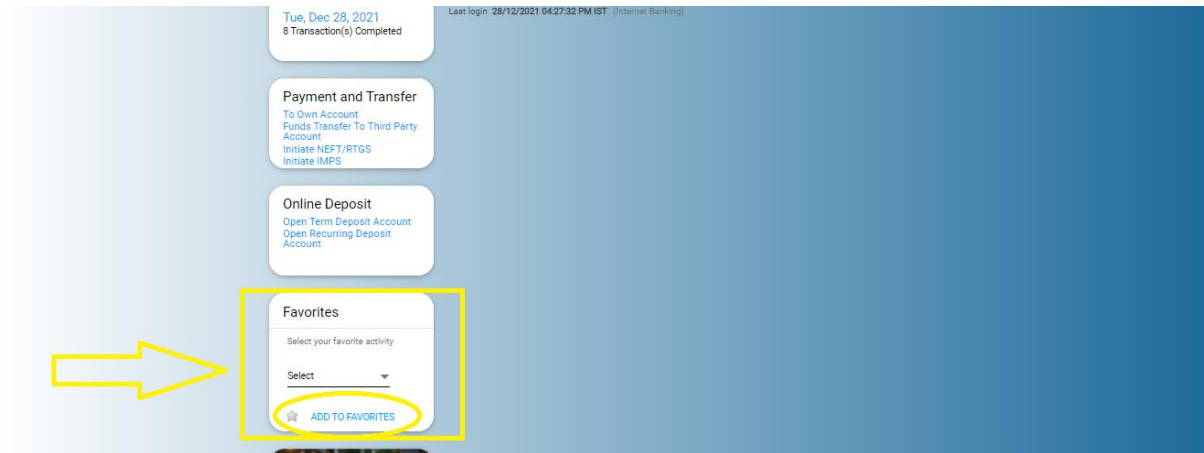 Tue, Dec 28, 2021
8 Transaction(s) Completed
Last login 28/12/2021 04:27:32 PM IST (Internet Banking)
Payment and Transfer
To Own Account
Funds Transfer To Third Party
Account
Initiate NEFT/RTGS
Initiate IMPS
Online Deposit
Open Term Deposit Account
Open Recurring Deposit
Account
Favorites
Select your favorite activity
Select
ADD TO FAVORITES